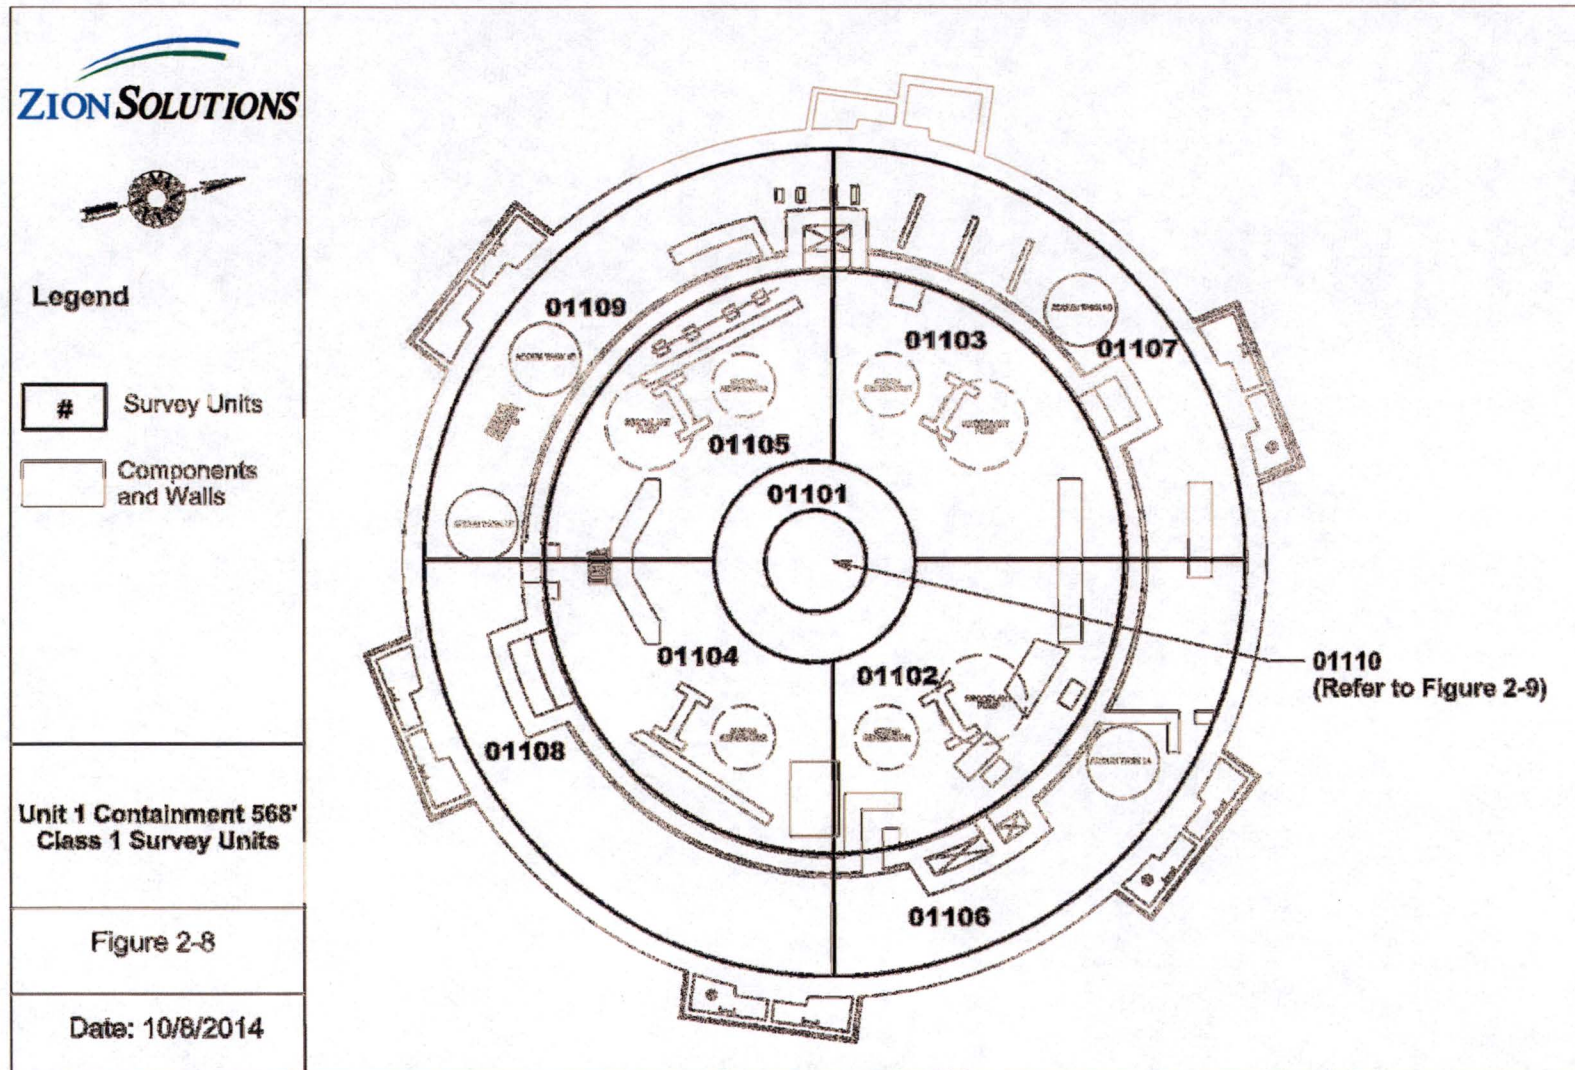 ZION SOLUTIONS
Legend
# Survey Units
Components
and Walls
Unit 1 Containment 568'
Class 1 Survey Units
Figure 2-8
Date: 10/8/2014
01109
01103
01107
01105
01101
01104
01102
01110
(Refer to Figure 2-9)
01108
01106